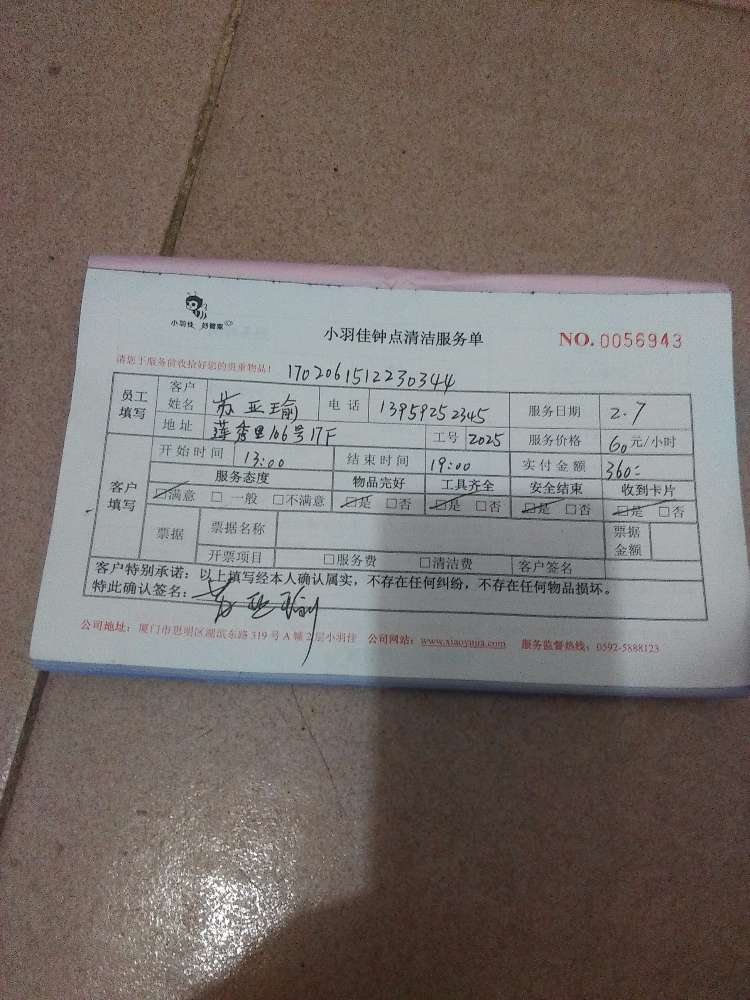 小羽佳 好管家
小羽佳钟点清洁服务单
NO. 0056943
请您于服务前收拾好您的贵重物品!
1702061512230344
员工填写 客户姓名 苏亚瑜 电话 13959252345 服务日期 2.7
地址 莲秀里106号17F 工号 2025 服务价格 60元/小时
客户填写 开始时间 13:00 结束时间 19:00 实付金额 360
服务态度 物品完好 工具齐全 安全结束 收到卡片
☑满意 □一般 □不满意 ☑是 □否 ☑是 □否 ☑是 □否 ☑是 □否
票据 票据名称 票据金额
开票项目 □服务费 □清洁费 客户签名
客户特别承诺:以上填写经本人确认属实,不存在任何纠纷,不存在任何物品损坏。
特此确认签名:苏亚瑜
公司地址:厦门市思明区湖滨东路319号A幢2层小羽佳 公司网站:www.xiaoyujia.com 服务监督热线:0592-5888123